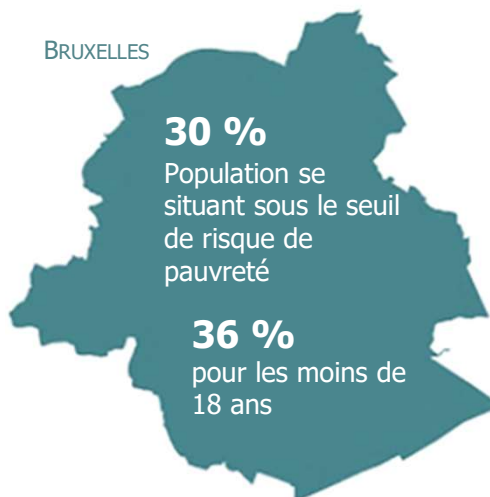 BRUXELLES
30 %
Population se
situant sous le seuil
de risque de
pauvreté
36 %
pour les moins de
18 ans